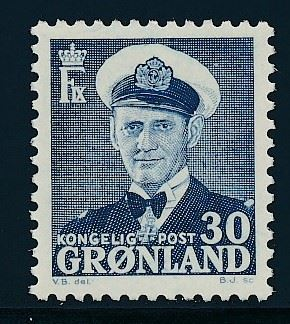 F IX
KONGELIG POST 30
GRØNLAND
V.B. del. B.J. sc